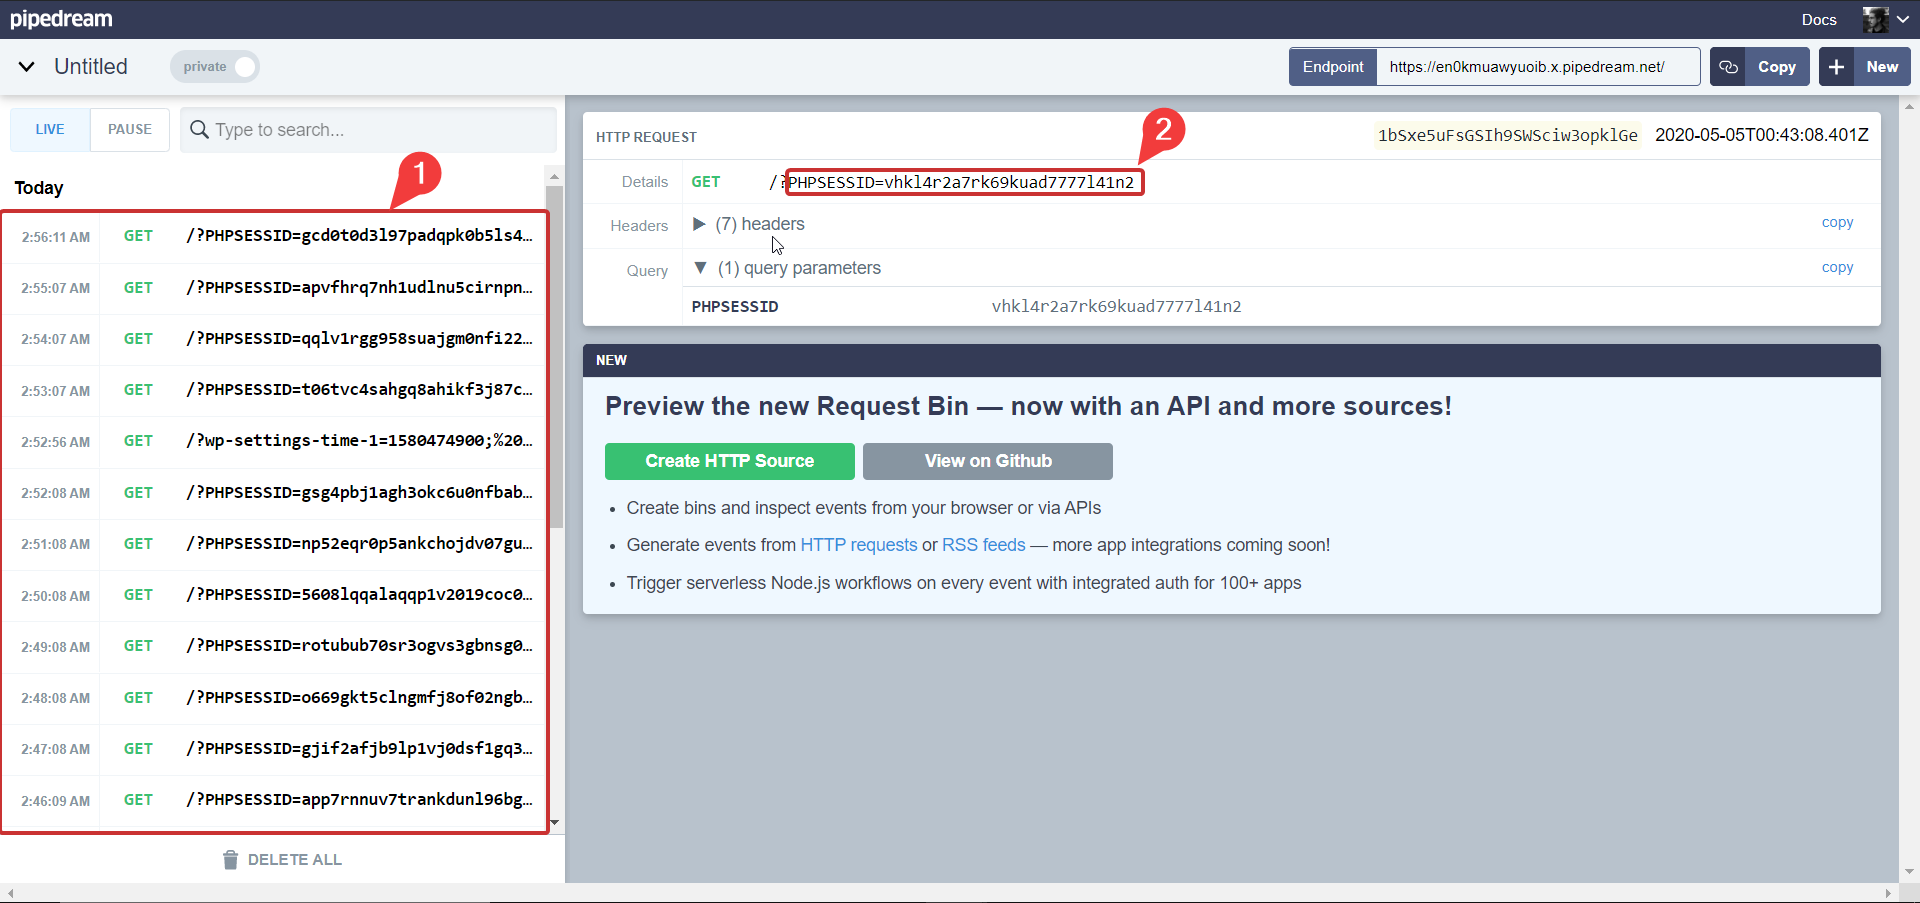 pipedream
Docs
Untitled
private
Endpoint
https://en0kmuawyuoib.x.pipedream.net/
Copy
New
LIVE
PAUSE
Type to search...
1
Today
2:56:11 AM GET /?PHPSESSID=gcd0t0d3l97padqpk0b5ls4…
2:55:07 AM GET /?PHPSESSID=apvfhrq7nh1udlnu5cirnpn…
2:54:07 AM GET /?PHPSESSID=qqlv1rgg958suajgm0nfi22…
2:53:07 AM GET /?PHPSESSID=t06tvc4sahgq8ahikf3j87c…
2:52:56 AM GET /?wp-settings-time-1=1580474900;%20…
2:52:08 AM GET /?PHPSESSID=gsg4pbj1agh3okc6u0nfbab…
2:51:08 AM GET /?PHPSESSID=np52eqr0p5ankchojdv07gu…
2:50:08 AM GET /?PHPSESSID=5608lqqalaqqp1v2019coc0…
2:49:08 AM GET /?PHPSESSID=rotubub70sr3ogvs3gbnsg0…
2:48:08 AM GET /?PHPSESSID=o669gkt5clngmfj8of02ngb…
2:47:08 AM GET /?PHPSESSID=gjif2afjb9lp1vj0dsf1gq3…
2:46:09 AM GET /?PHPSESSID=app7rnnuv7trankdunl96bg…
DELETE ALL
HTTP REQUEST
2
1bSxe5uFsGSIh9SWSciw3opklGe 2020-05-05T00:43:08.401Z
Details GET /?PHPSESSID=vhkl4r2a7rk69kuad7777l41n2
Headers (7) headers copy
Query (1) query parameters copy
PHPSESSID vhkl4r2a7rk69kuad7777l41n2
NEW
Preview the new Request Bin — now with an API and more sources!
Create HTTP Source
View on Github
• Create bins and inspect events from your browser or via APIs
• Generate events from HTTP requests or RSS feeds — more app integrations coming soon!
• Trigger serverless Node.js workflows on every event with integrated auth for 100+ apps